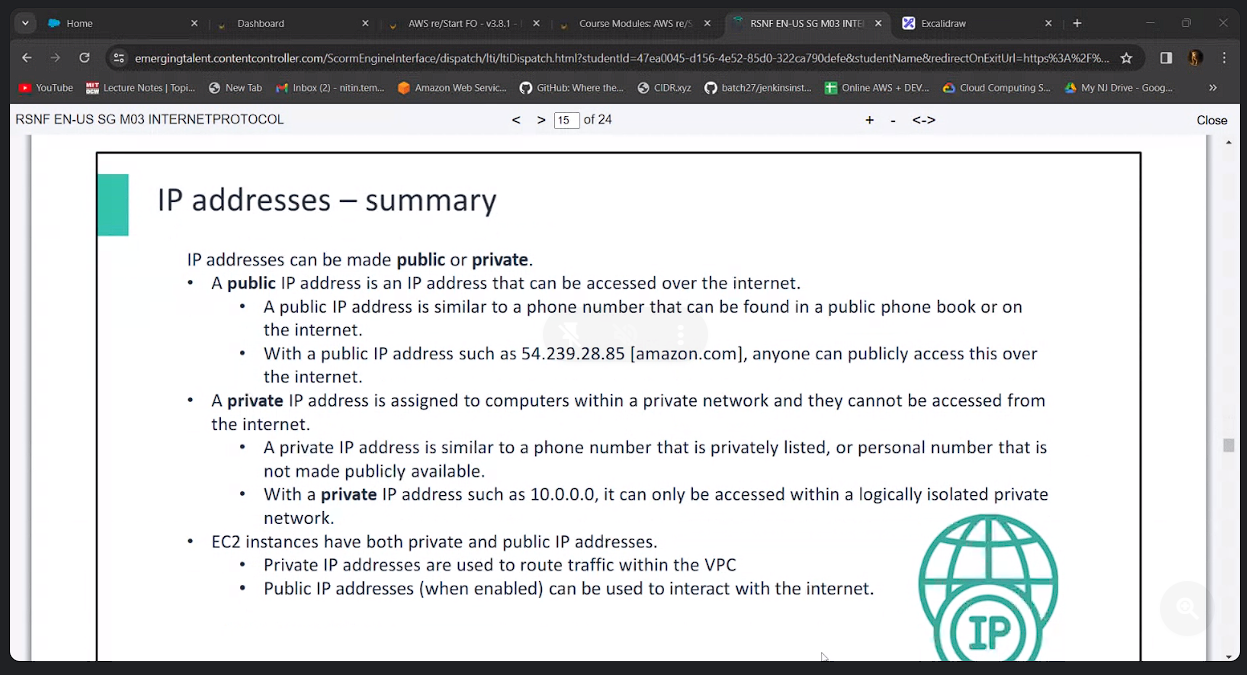 Home
Dashboard
AWS re/Start FO - v3.8.1 -
Course Modules: AWS re/S
RSNF EN-US SG M03 INTE
Excalidraw
emergingtalent.contentcontroller.com/ScormEngineInterface/dispatch/lti/ltiDispatch.html?studentId=47ea0045-d156-4e52-85d0-322ca790defe&studentName&redirectOnExitUrl=https%3A%2F%...
YouTube
MIT OCW Lecture Notes | Topi...
New Tab
Inbox (2) - nitin.tem...
Amazon Web Servic...
GitHub: Where the...
CIDR.xyz
batch27/jenkinsinst...
Online AWS + DEV...
Cloud Computing S...
My NJ Drive - Goog...
»
RSNF EN-US SG M03 INTERNETPROTOCOL
< > 15 of 24
+ - <->
Close
IP addresses – summary
IP addresses can be made public or private.
• A public IP address is an IP address that can be accessed over the internet.
• A public IP address is similar to a phone number that can be found in a public phone book or on
the internet.
• With a public IP address such as 54.239.28.85 [amazon.com], anyone can publicly access this over
the internet.
• A private IP address is assigned to computers within a private network and they cannot be accessed from
the internet.
• A private IP address is similar to a phone number that is privately listed, or personal number that is
not made publicly available.
• With a private IP address such as 10.0.0.0, it can only be accessed within a logically isolated private
network.
• EC2 instances have both private and public IP addresses.
• Private IP addresses are used to route traffic within the VPC
• Public IP addresses (when enabled) can be used to interact with the internet.
IP